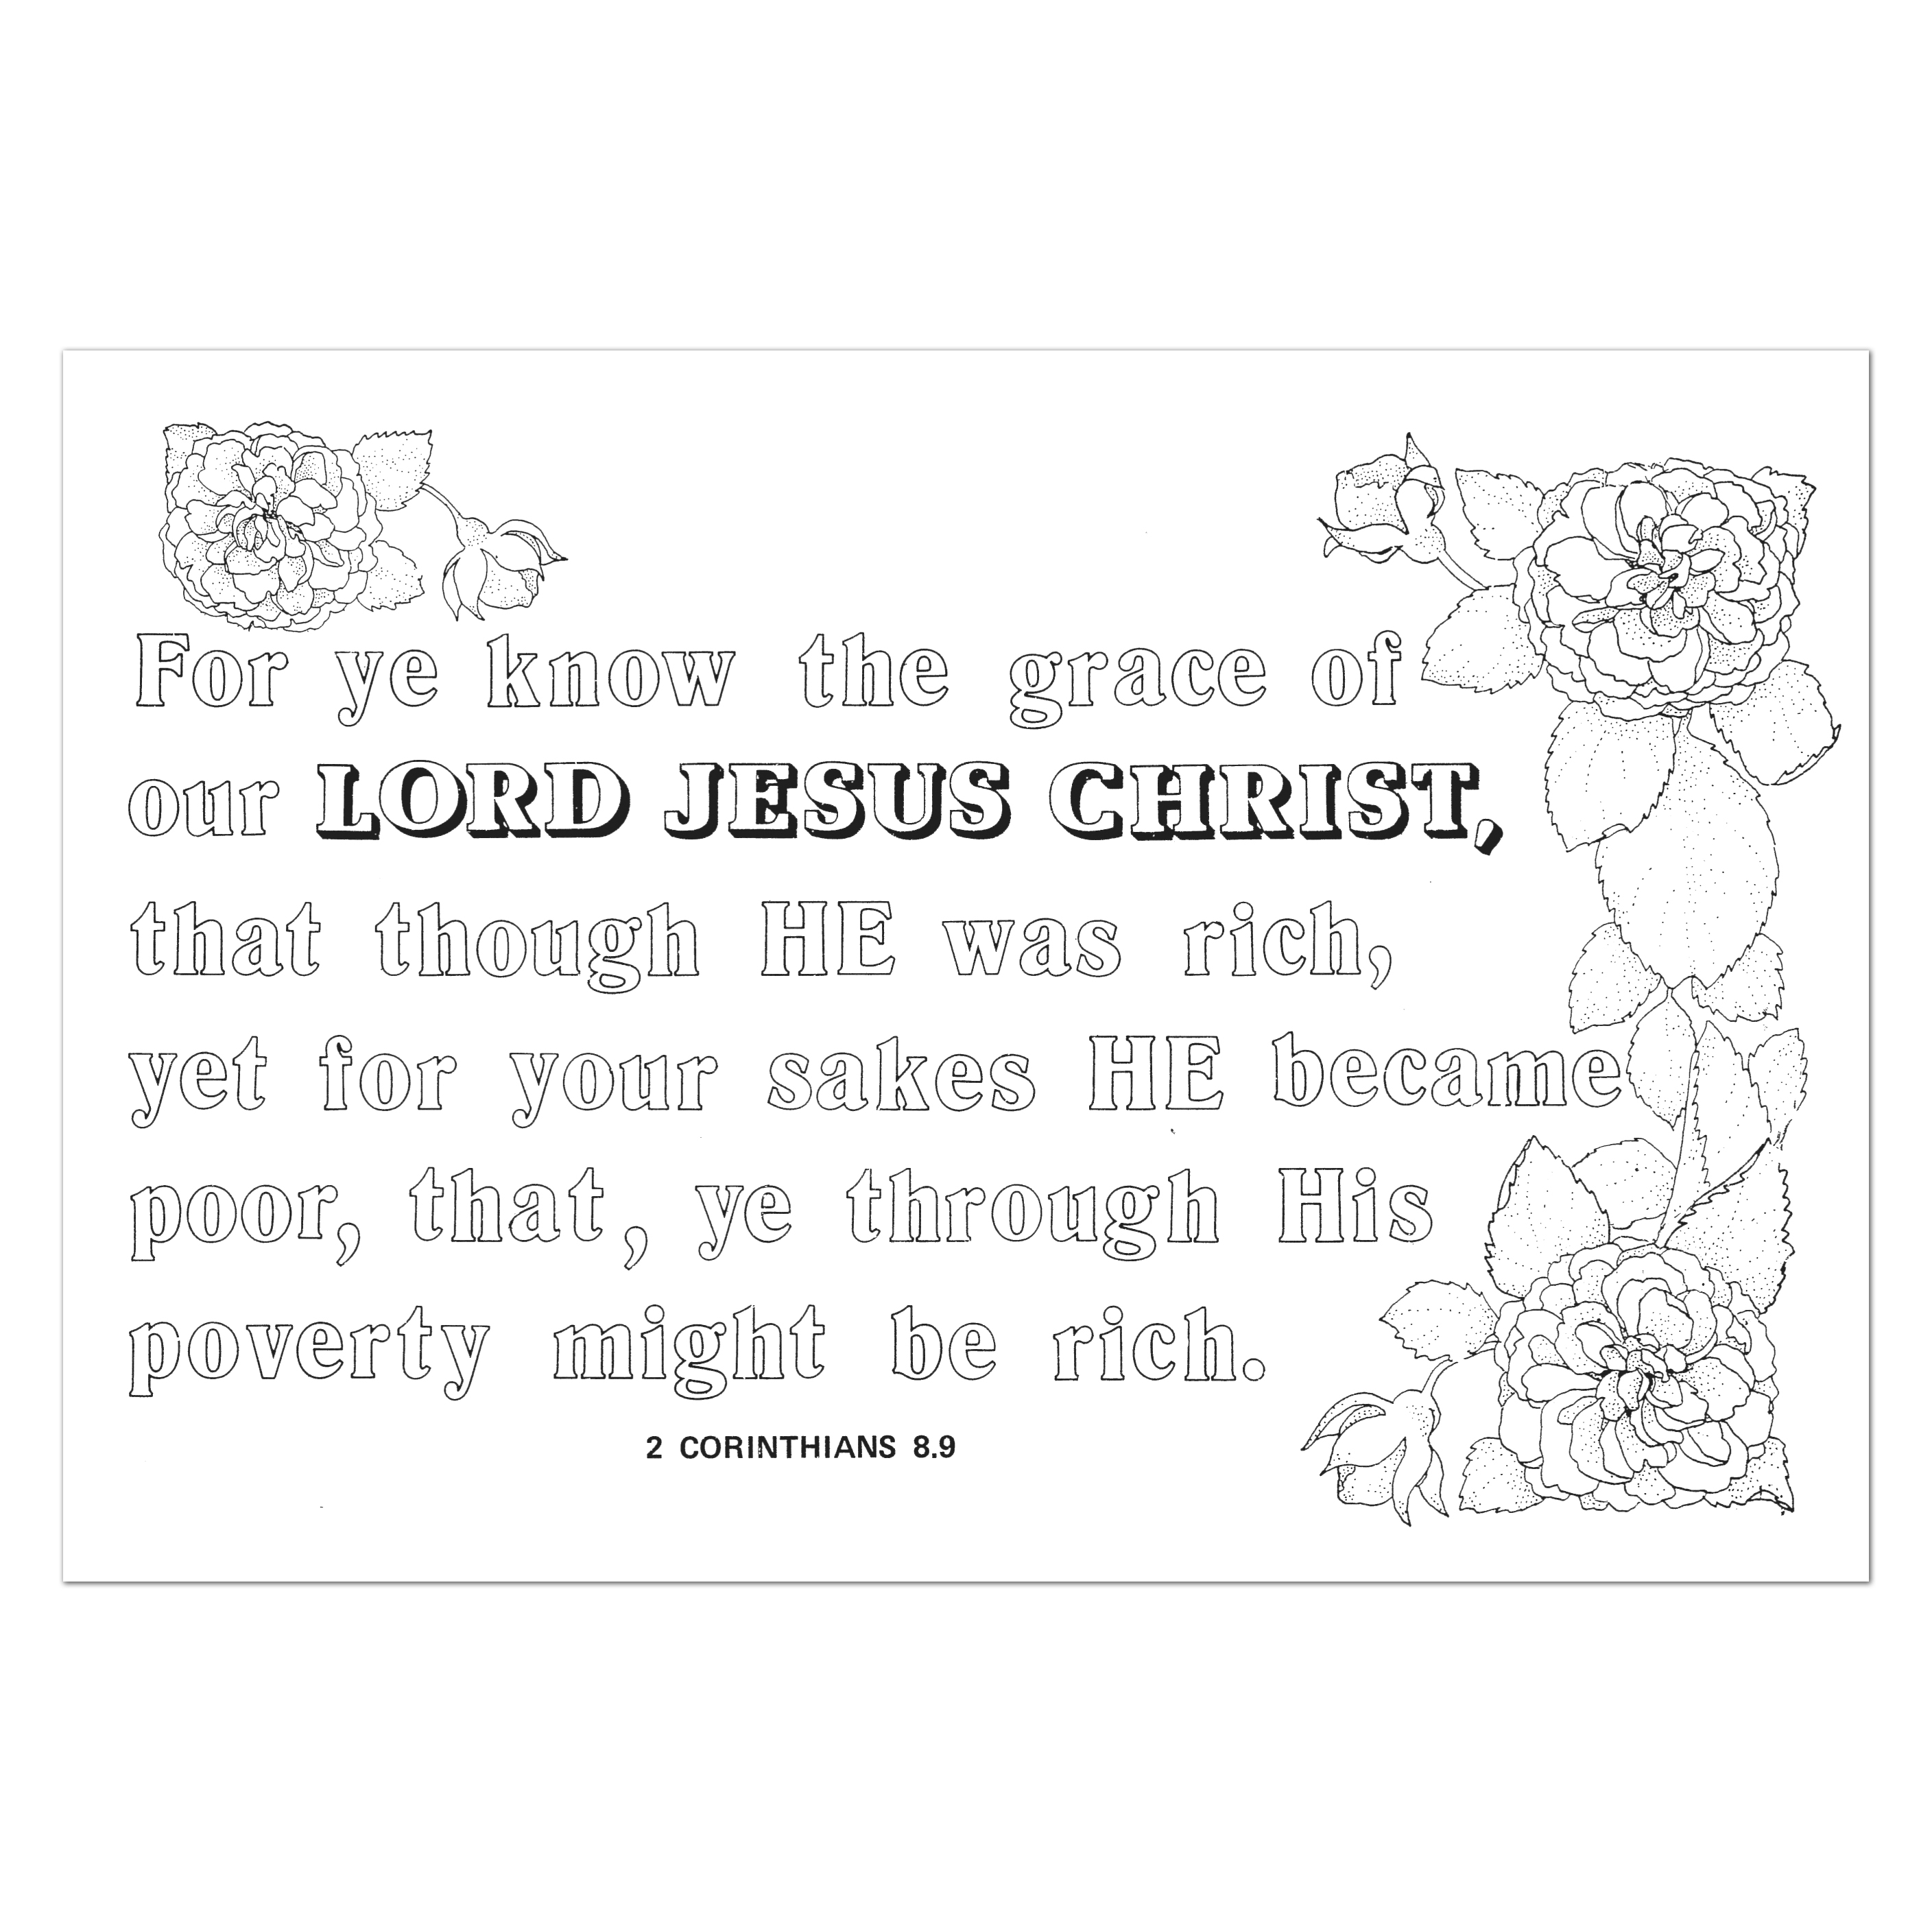 For ye know the grace of
our LORD JESUS CHRIST,
that though HE was rich,
yet for your sakes HE became
poor, that, ye through His
poverty might be rich.
2 CORINTHIANS 8.9